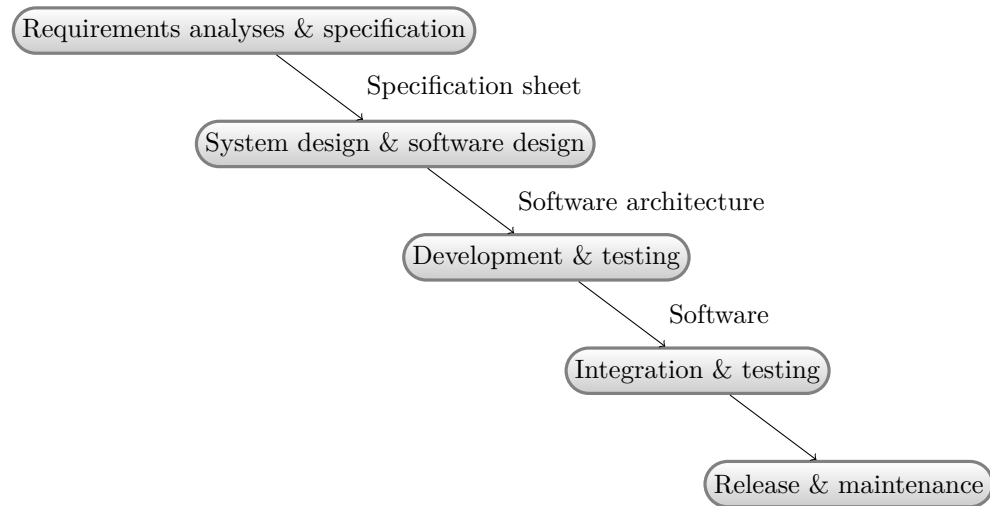 Requirements analyses & specification
Specification sheet
System design & software design
Software architecture
Development & testing
Software
Integration & testing
Release & maintenance